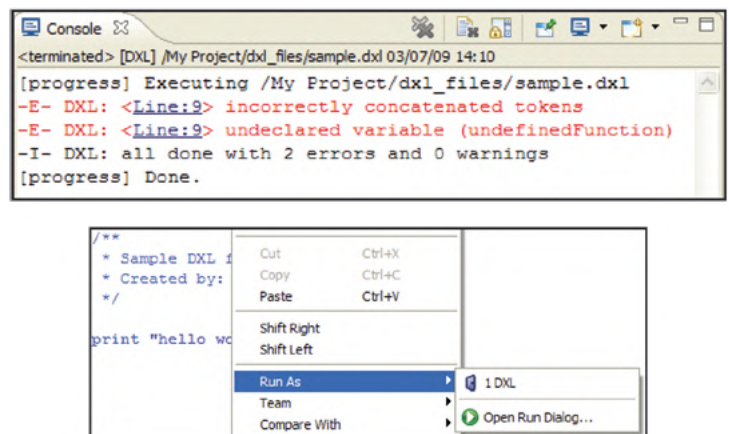 Console
<terminated> [DXL] /My Project/dxl_files/sample.dxl 03/07/09 14:10
[progress] Executing /My Project/dxl_files/sample.dxl
-E- DXL: <Line:9> incorrectly concatenated tokens
-E- DXL: <Line:9> undeclared variable (undefinedFunction)
-I- DXL: all done with 2 errors and 0 warnings
[progress] Done.
/**
* Sample DXL f
* Created by:
*/
print "hello wo
Cut Ctrl+X
Copy Ctrl+C
Paste Ctrl+V
Shift Right
Shift Left
Run As
Team
Compare With
1 DXL
Open Run Dialog...